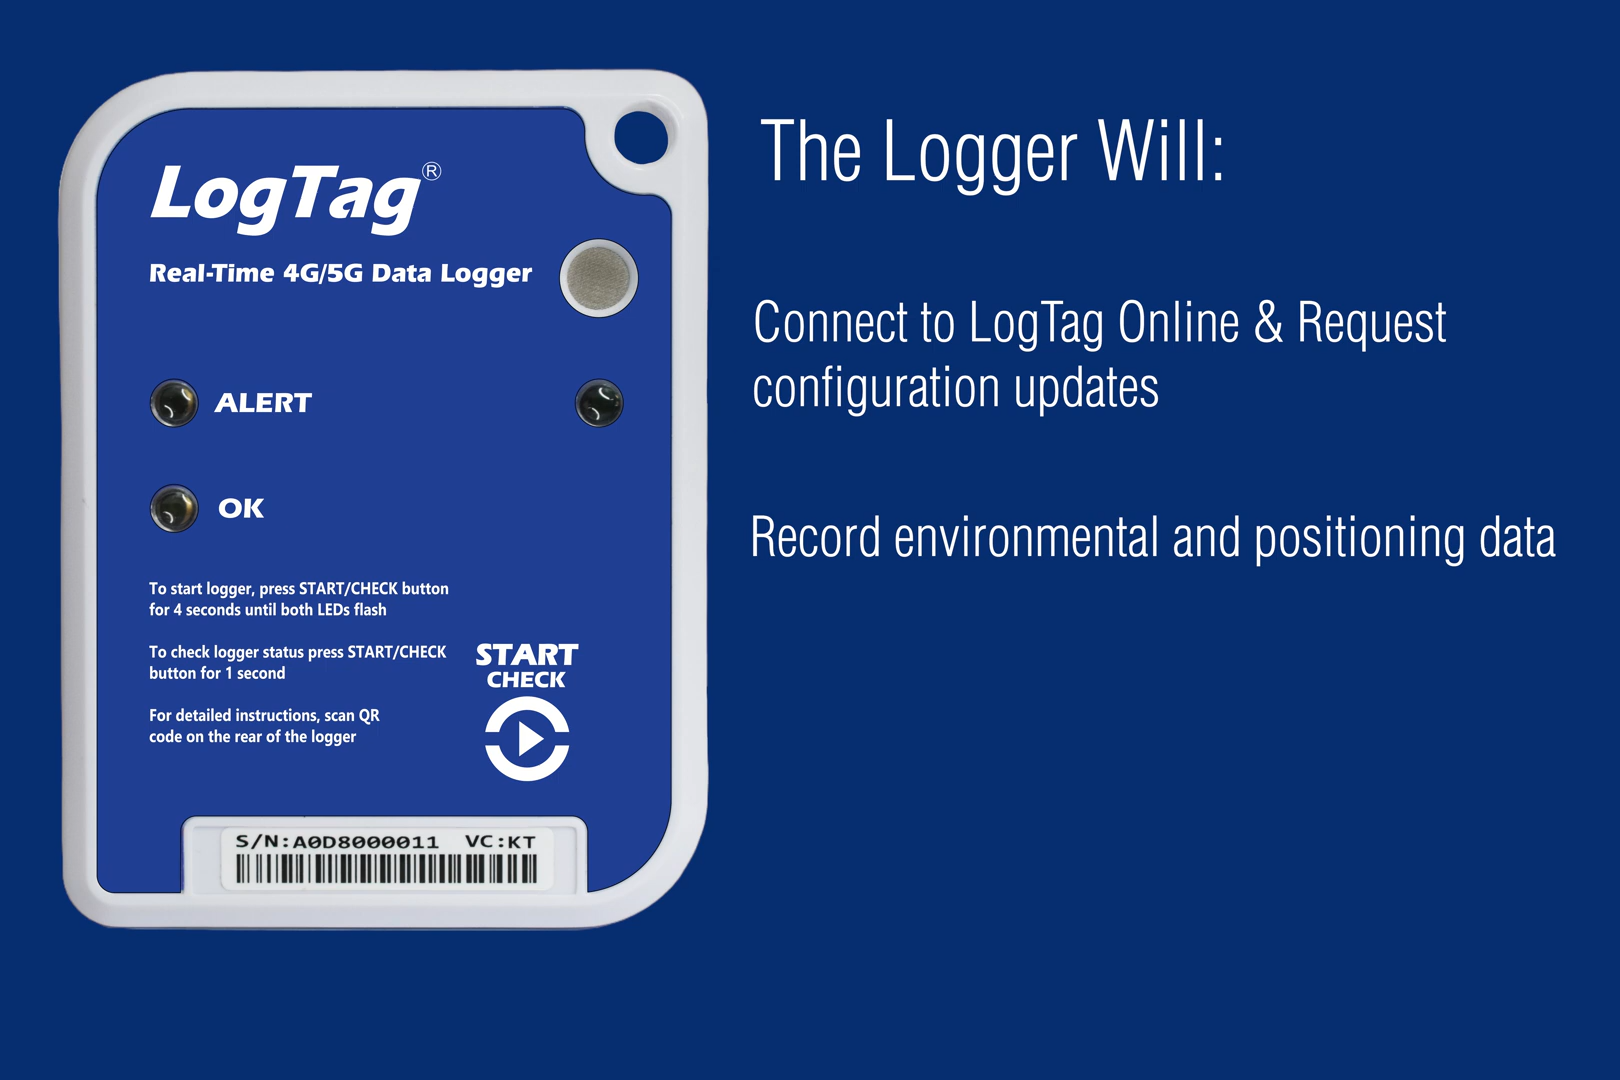 LogTag®
Real-Time 4G/5G Data Logger
ALERT
OK
To start logger, press START/CHECK button
for 4 seconds until both LEDs flash
To check logger status press START/CHECK
button for 1 second
For detailed instructions, scan QR
code on the rear of the logger
START
CHECK
S/N:A0D8000011 VC:KT
The Logger Will:
Connect to LogTag Online & Request
configuration updates
Record environmental and positioning data